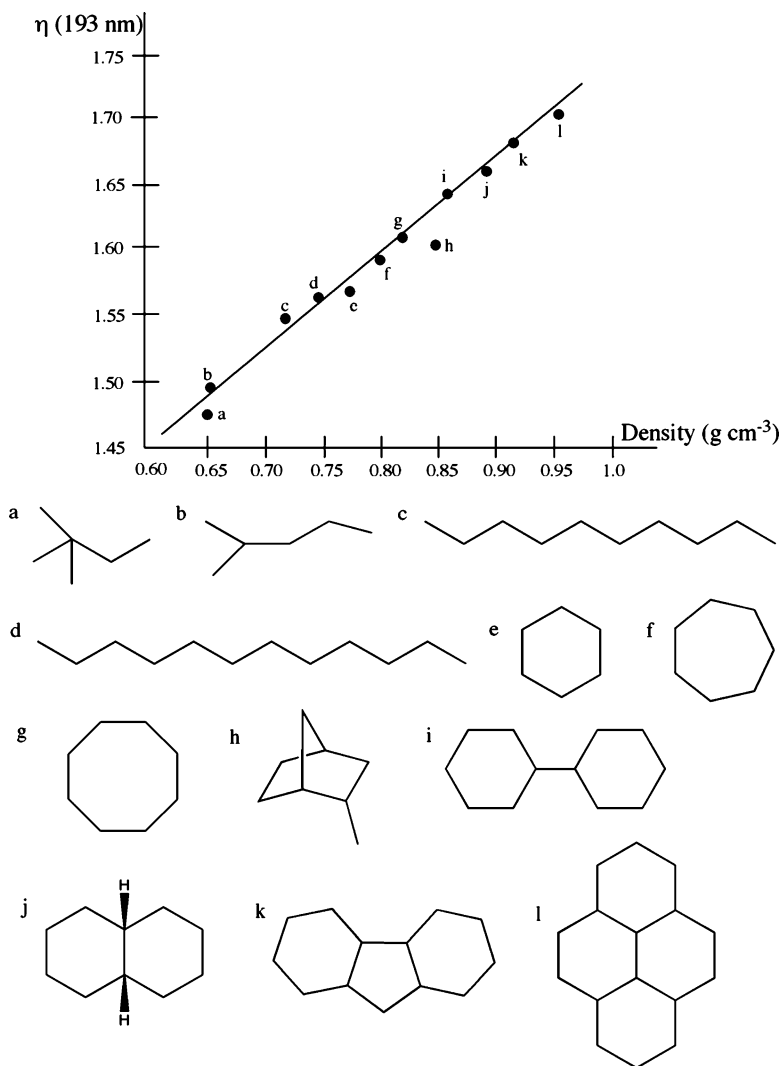 η (193 nm)
1.75
1.70
l
k
1.65
i
j
g
1.60
h
f
d
1.55
c
e
1.50
b
a
1.45
Density (g cm-3)
0.60 0.65 0.70 0.75 0.80 0.85 0.90 0.95 1.0
a b c
d e f
g h i
j H k l
H